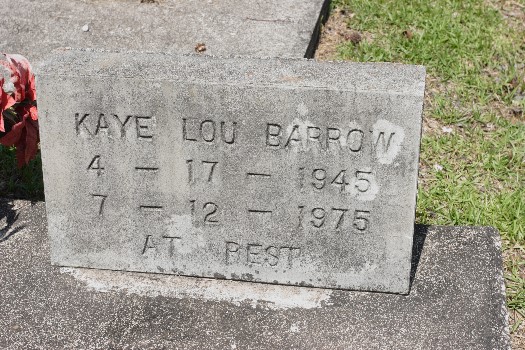 KAYE LOU BARROW
4 - 17 - 1945
7 - 12 - 1975
AT REST